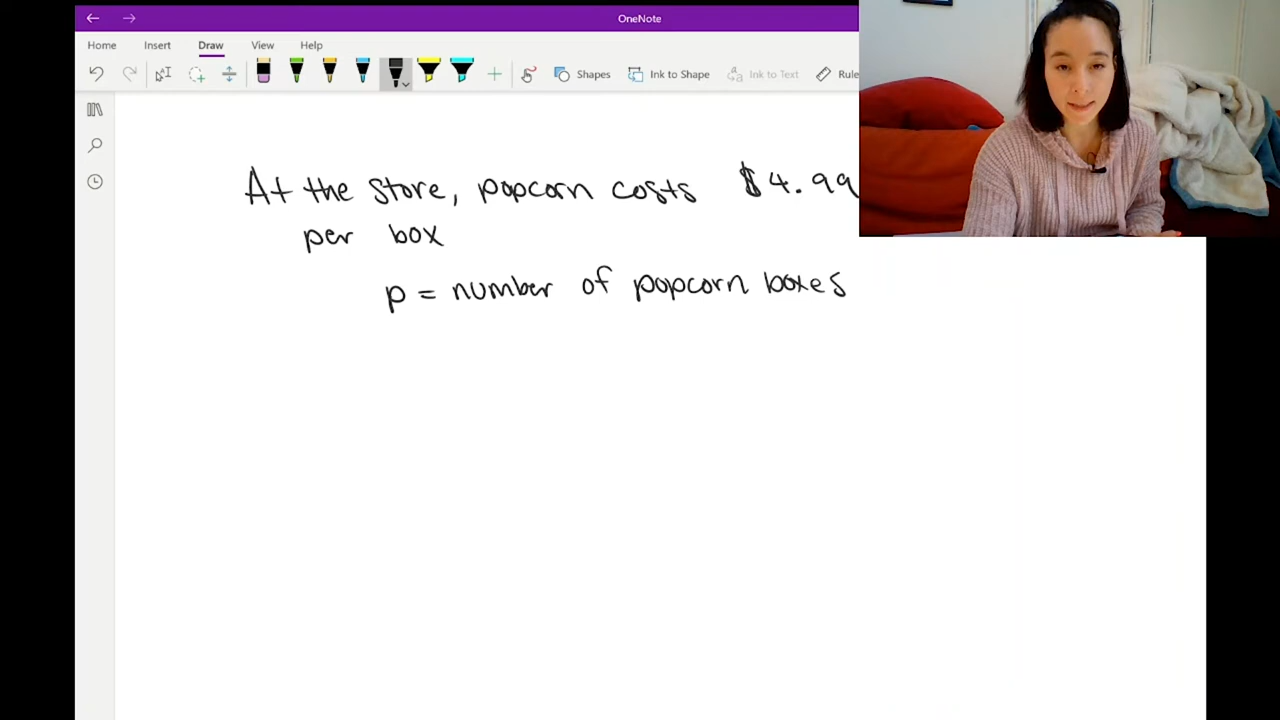 OneNote
Home Insert Draw View Help
Shapes Ink to Shape Ink to Text
At the store, popcorn costs $4.99
per box
p = number of popcorn boxes